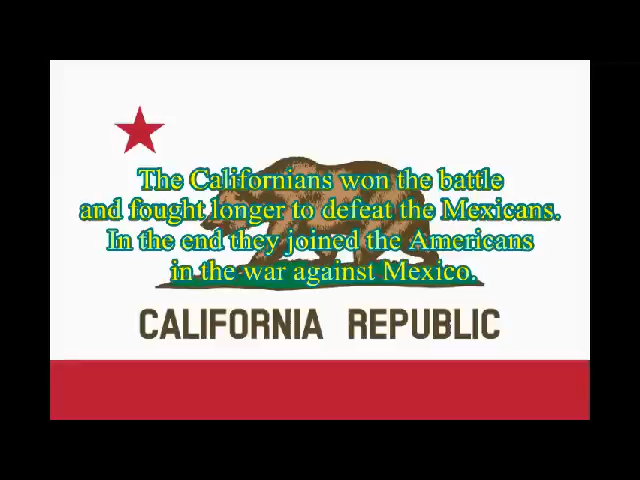 The Californians won the battle
and fought longer to defeat the Mexicans.
In the end they joined the Americans
in the war against Mexico.
CALIFORNIA REPUBLIC